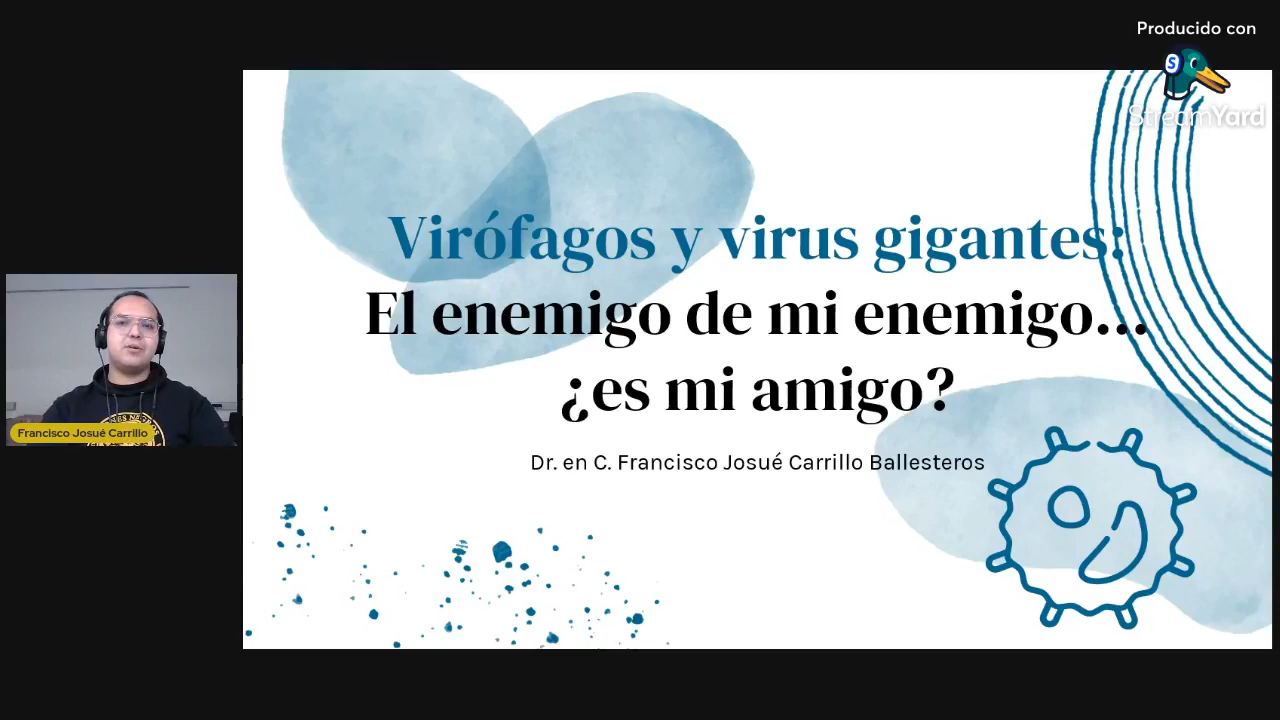 Producido con
StreamYard
Virófagos y virus gigantes:
El enemigo de mi enemigo...
¿es mi amigo?
Dr. en C. Francisco Josué Carrillo Ballesteros
Francisco Josué Carrillo